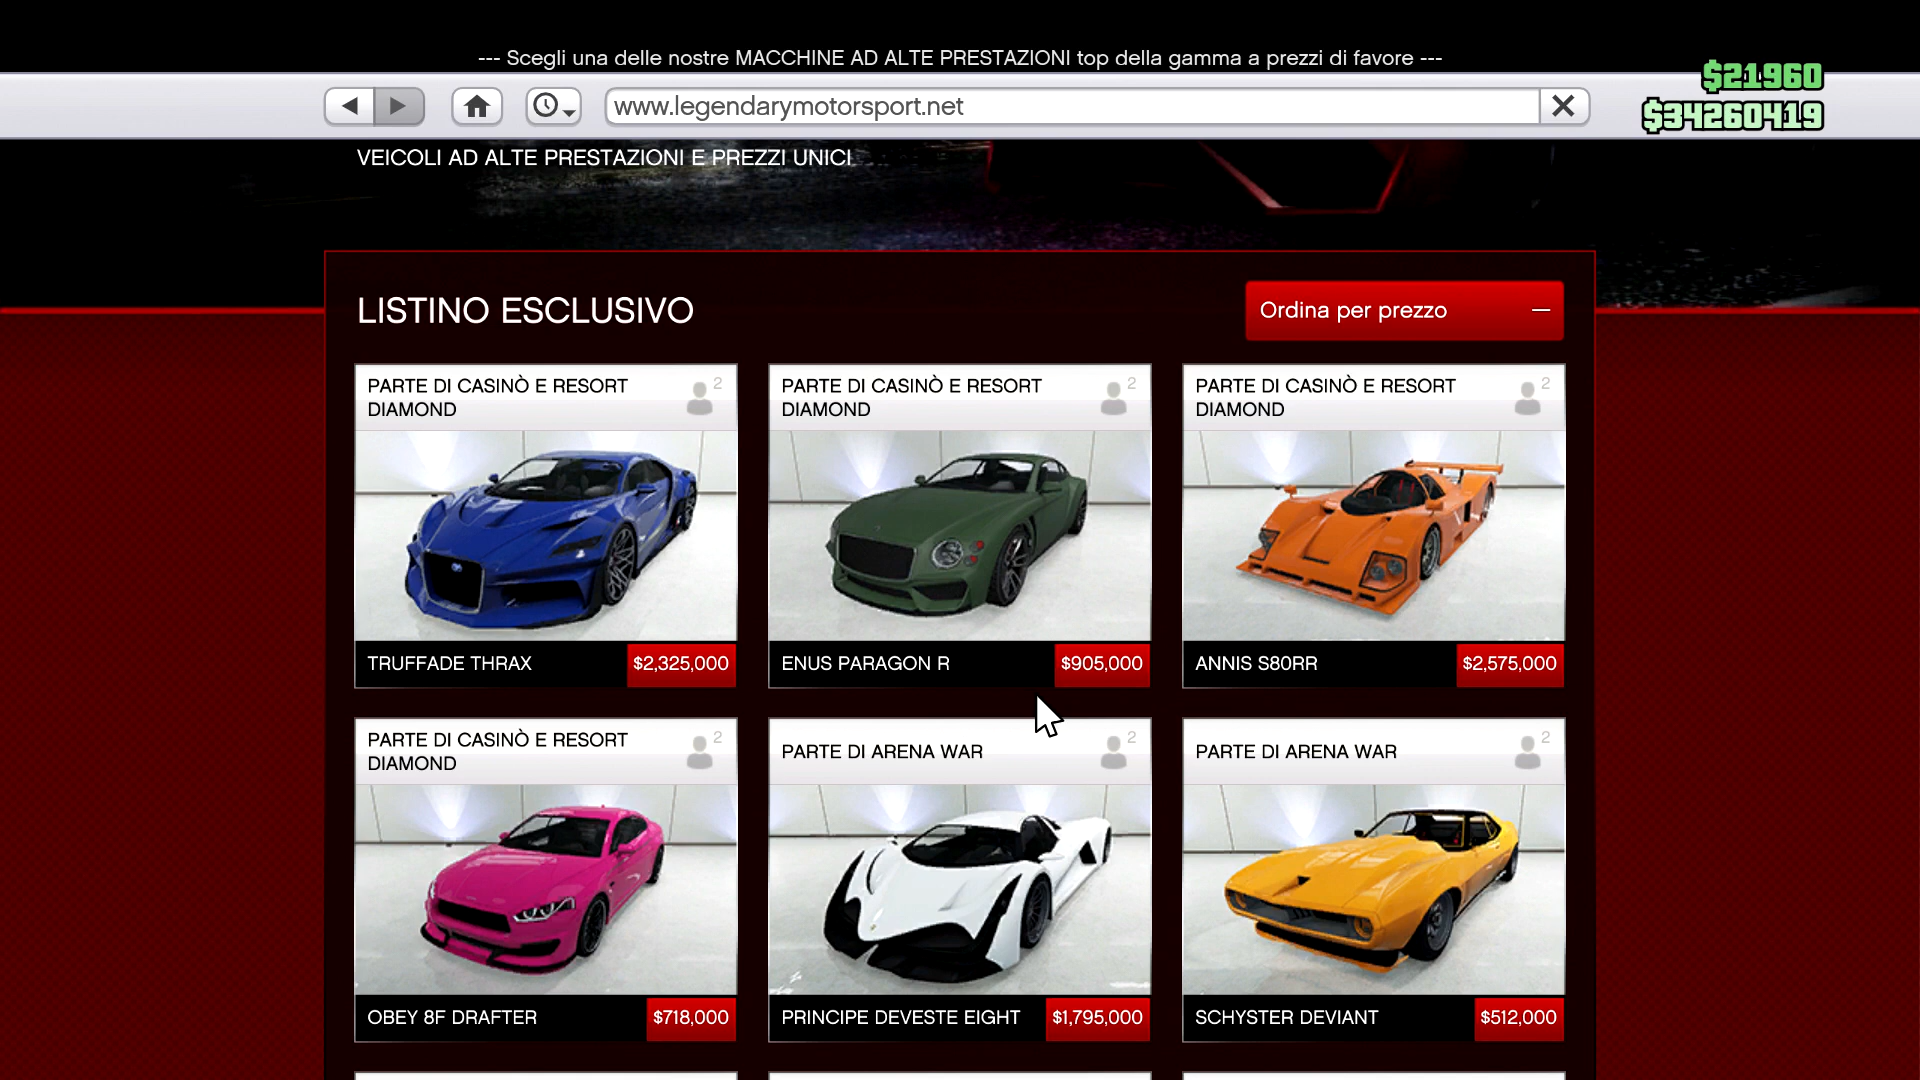 --- Scegli una delle nostre MACCHINE AD ALTE PRESTAZIONI top della gamma a prezzi di favore ---
$21960
www.legendarymotorsport.net
$34260419
VEICOLI AD ALTE PRESTAZIONI E PREZZI UNICI
LISTINO ESCLUSIVO
Ordina per prezzo
PARTE DI CASINÒ E RESORT
DIAMOND
2
PARTE DI CASINÒ E RESORT
DIAMOND
2
PARTE DI CASINÒ E RESORT
DIAMOND
2
TRUFFADE THRAX $2,325,000
ENUS PARAGON R $905,000
ANNIS S80RR $2,575,000
PARTE DI CASINÒ E RESORT
DIAMOND
2
PARTE DI ARENA WAR
2
PARTE DI ARENA WAR
2
OBEY 8F DRAFTER $718,000
PRINCIPE DEVESTE EIGHT $1,795,000
SCHYSTER DEVIANT $512,000